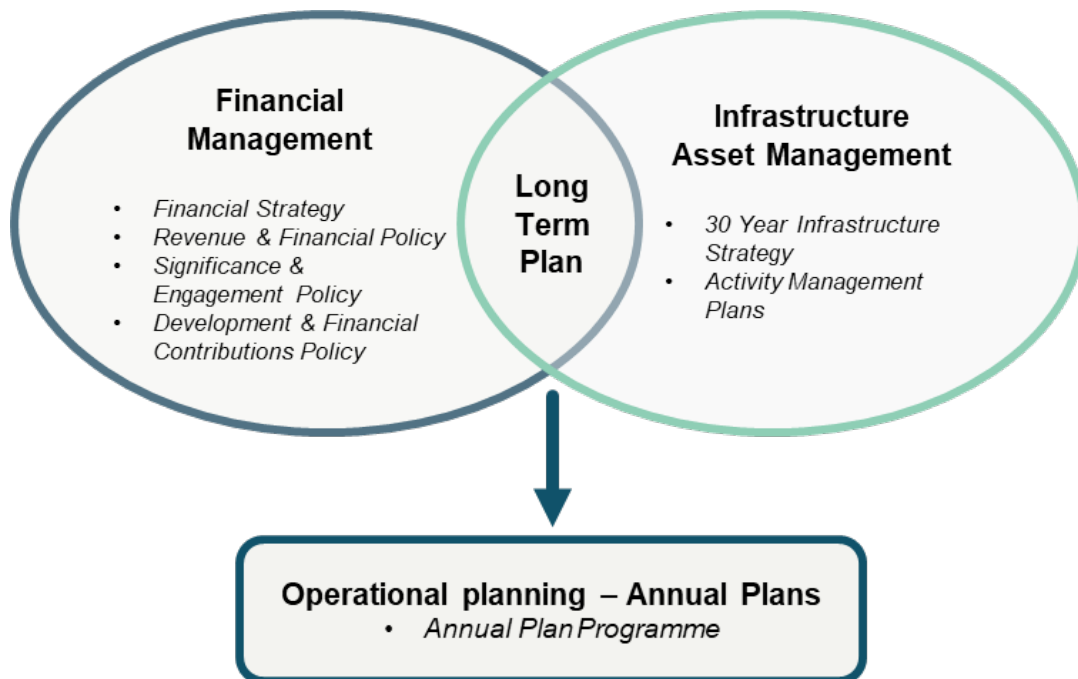 Financial
Management
• Financial Strategy
• Revenue & Financial Policy
• Significance &
Engagement Policy
• Development & Financial
Contributions Policy
Long
Term
Plan
Infrastructure
Asset Management
• 30 Year Infrastructure
Strategy
• Activity Management
Plans
Operational planning – Annual Plans
• Annual Plan Programme